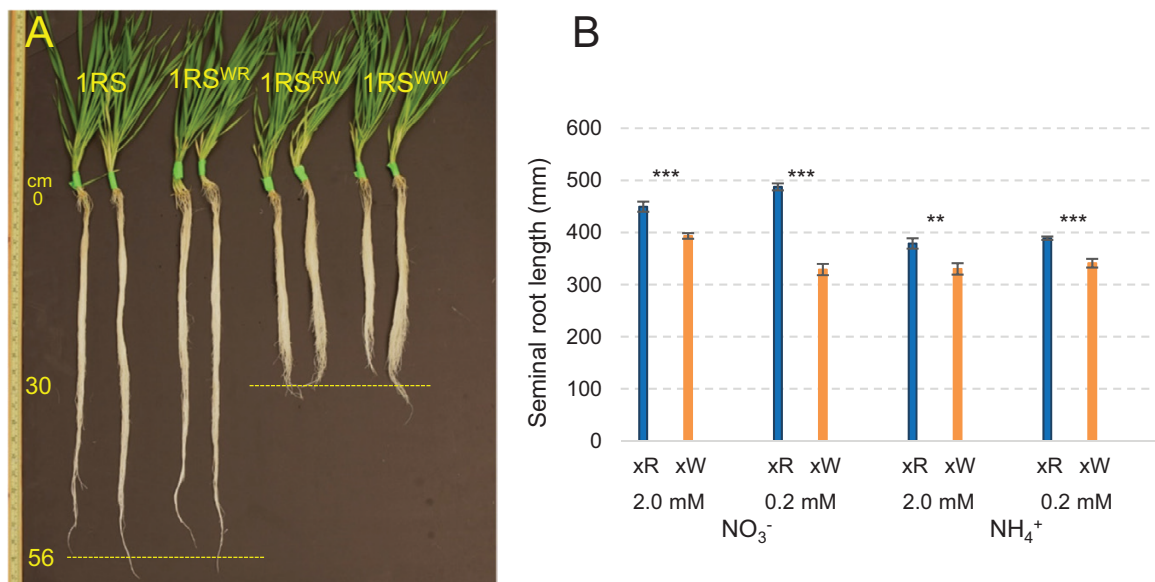 A
1RS 1RS^WR 1RS^RW 1RS^WW
cm
0
30
56
B
Seminal root length (mm)
600
500
400
300
200
100
0
*** *** ** ***
xR xW xR xW xR xW xR xW
2.0 mM 0.2 mM 2.0 mM 0.2 mM
NO₃⁻ NH₄⁺